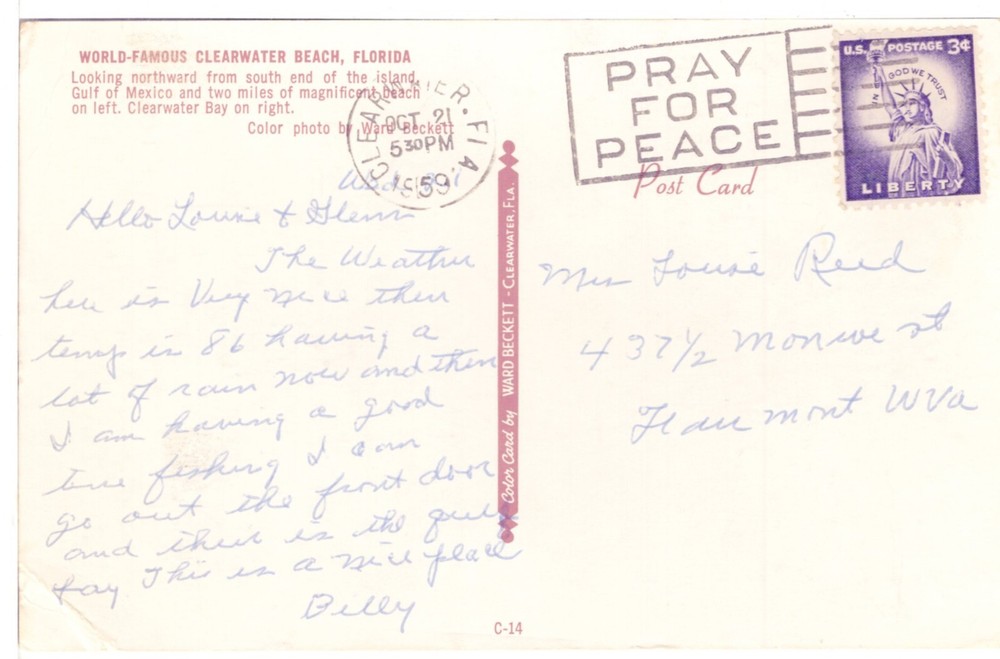 WORLD-FAMOUS CLEARWATER BEACH, FLORIDA
Looking northward from south end of the island,
Gulf of Mexico and two miles of magnificent beach
on left. Clearwater Bay on right.
Color photo by Ward Beckett
CLEARWATER. FLA.
OCT 21
5 30 PM
1959
PRAY
FOR
PEACE
U.S. POSTAGE 3¢
IN GOD WE TRUST
LIBERTY
Post Card
Hello Louise & Glenn
The Weather
here is Very nice then
temp is 86 having a
lot of rain now and then
I am having a good
time fishing I can
go out the front door
and there is the gulf
bay This is a nice place
Billy
Color Card by WARD BECKETT - CLEARWATER, FLA.
Mrs Louise Reed
437½ Monroe st
Fairmont WVa
C-14